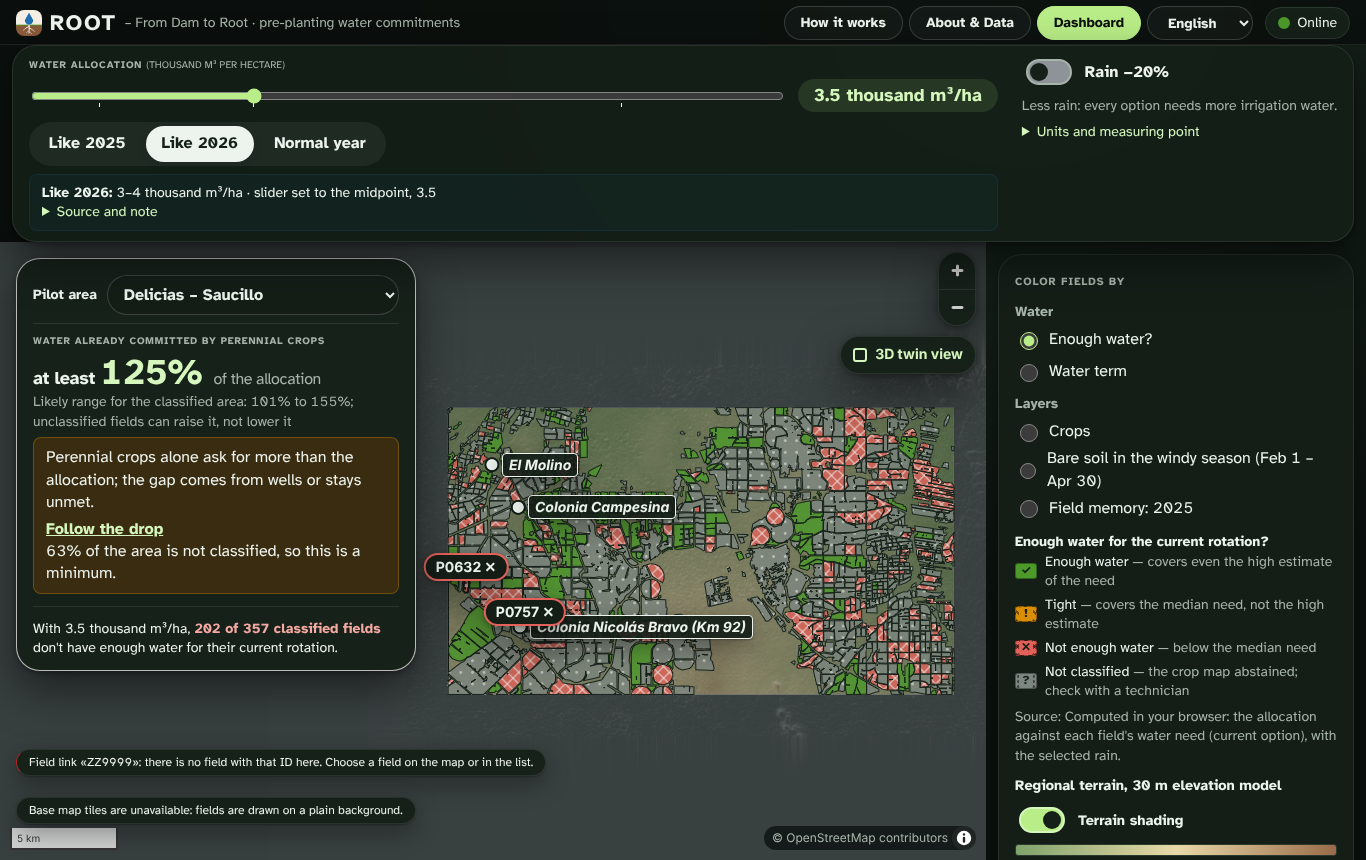 ROOT – From Dam to Root · pre-planting water commitments
How it works
About & Data
Dashboard
English
Online
WATER ALLOCATION (THOUSAND M³ PER HECTARE)
3.5 thousand m³/ha
Like 2025
Like 2026
Normal year
Like 2026: 3–4 thousand m³/ha · slider set to the midpoint, 3.5
Source and note
Rain −20%
Less rain: every option needs more irrigation water.
Units and measuring point
Pilot area
Delicias – Saucillo
WATER ALREADY COMMITTED BY PERENNIAL CROPS
at least 125% of the allocation
Likely range for the classified area: 101% to 155%;
unclassified fields can raise it, not lower it
Perennial crops alone ask for more than the
allocation; the gap comes from wells or stays
unmet.
Follow the drop
63% of the area is not classified, so this is a
minimum.
With 3.5 thousand m³/ha, 202 of 357 classified fields
don't have enough water for their current rotation.
+
−
3D twin view
El Molino
Colonia Campesina
P0632 ×
P0757 ×
Colonia Nicolás Bravo (Km 92)
Field link «ZZ9999»: there is no field with that ID here. Choose a field on the map or in the list.
Base map tiles are unavailable: fields are drawn on a plain background.
5 km
© OpenStreetMap contributors
COLOR FIELDS BY
Water
Enough water?
Water term
Layers
Crops
Bare soil in the windy season (Feb 1 –
Apr 30)
Field memory: 2025
Enough water for the current rotation?
Enough water — covers even the high estimate
of the need
Tight — covers the median need, not the high
estimate
Not enough water — below the median need
Not classified — the crop map abstained;
check with a technician
Source: Computed in your browser: the allocation
against each field's water need (current option), with
the selected rain.
Regional terrain, 30 m elevation model
Terrain shading